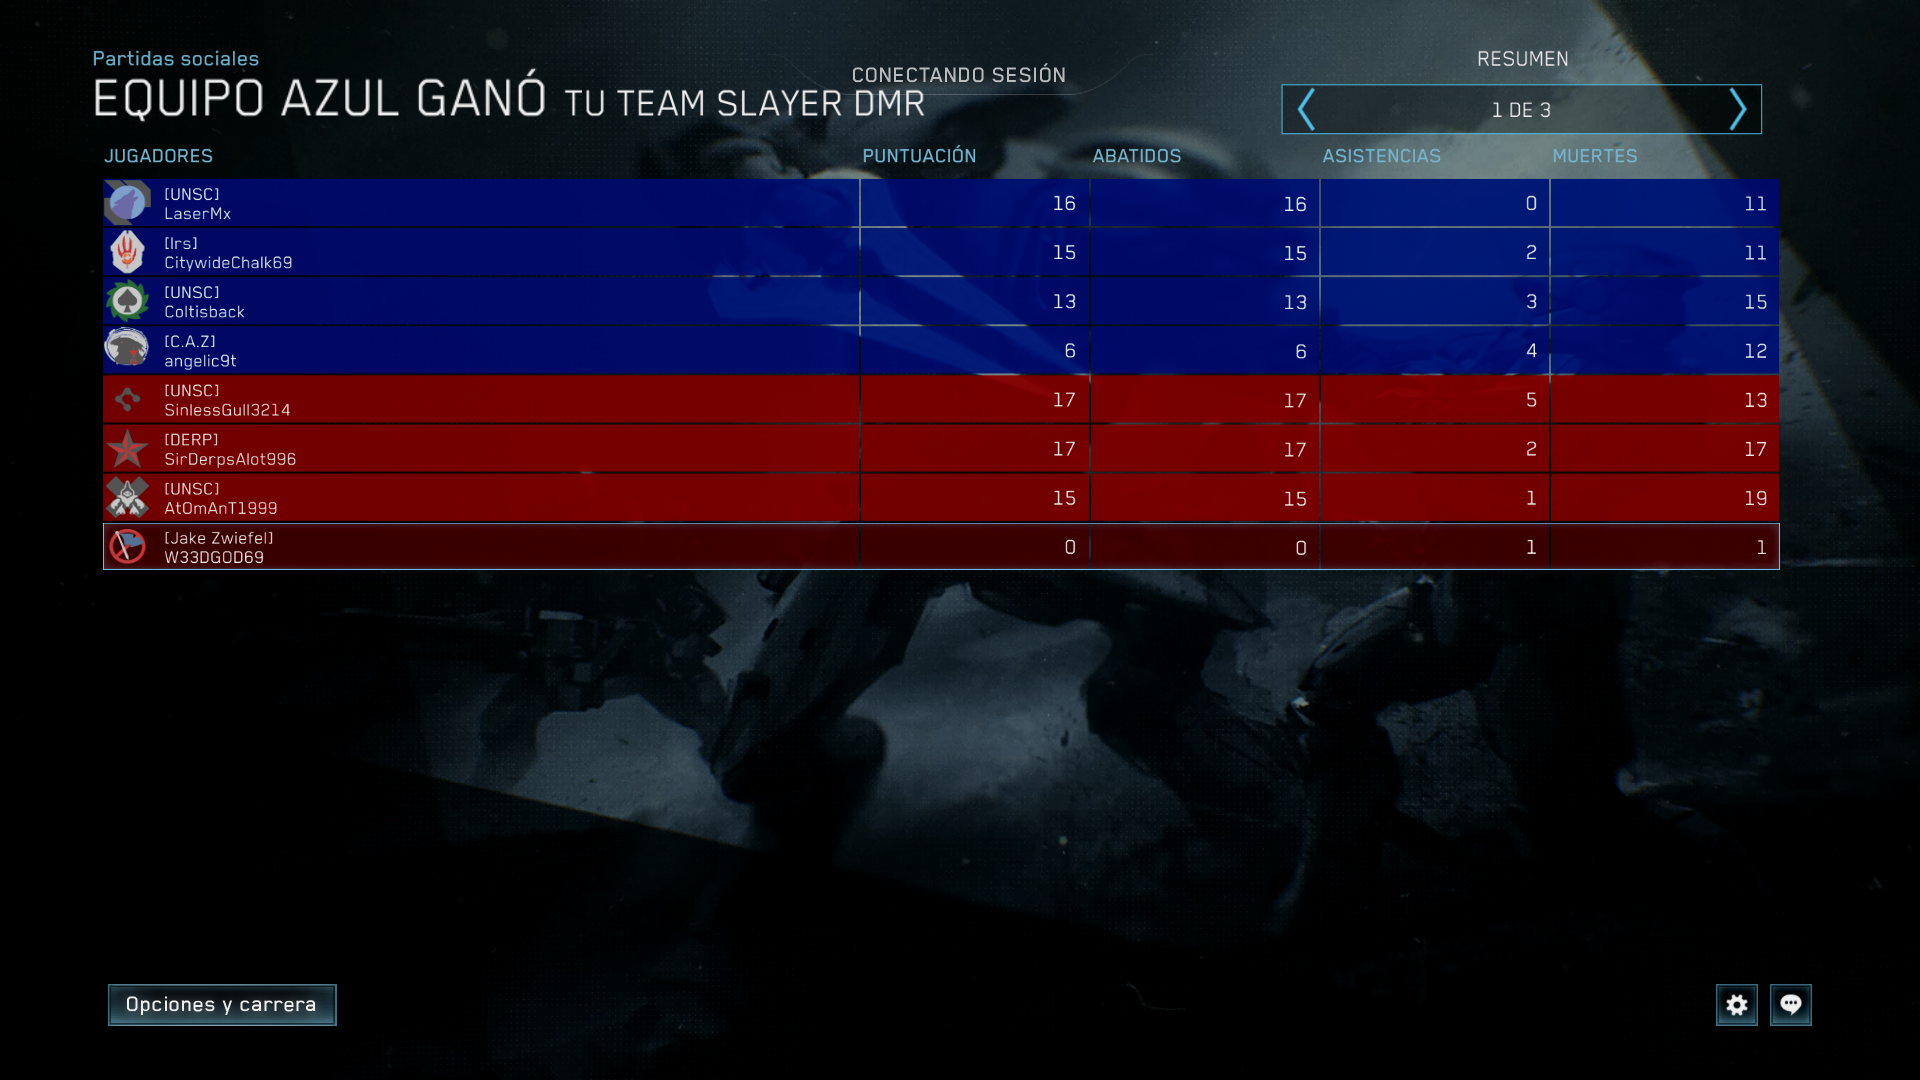 Partidas sociales
EQUIPO AZUL GANÓ TU TEAM SLAYER DMR
CONECTANDO SESIÓN
RESUMEN
1 DE 3
JUGADORES PUNTUACIÓN ABATIDOS ASISTENCIAS MUERTES
[UNSC]
LaserMx 16 16 0 11
[Irs]
CitywideChalk69 15 15 2 11
[UNSC]
Coltisback 13 13 3 15
[C.A.Z]
angelic9t 6 6 4 12
[UNSC]
SinlessGull3214 17 17 5 13
[DERP]
SirDerpsAlot996 17 17 2 17
[UNSC]
AtOmAnT1999 15 15 1 19
[Jake Zwiefel]
W33DGOD69 0 0 1 1
Opciones y carrera